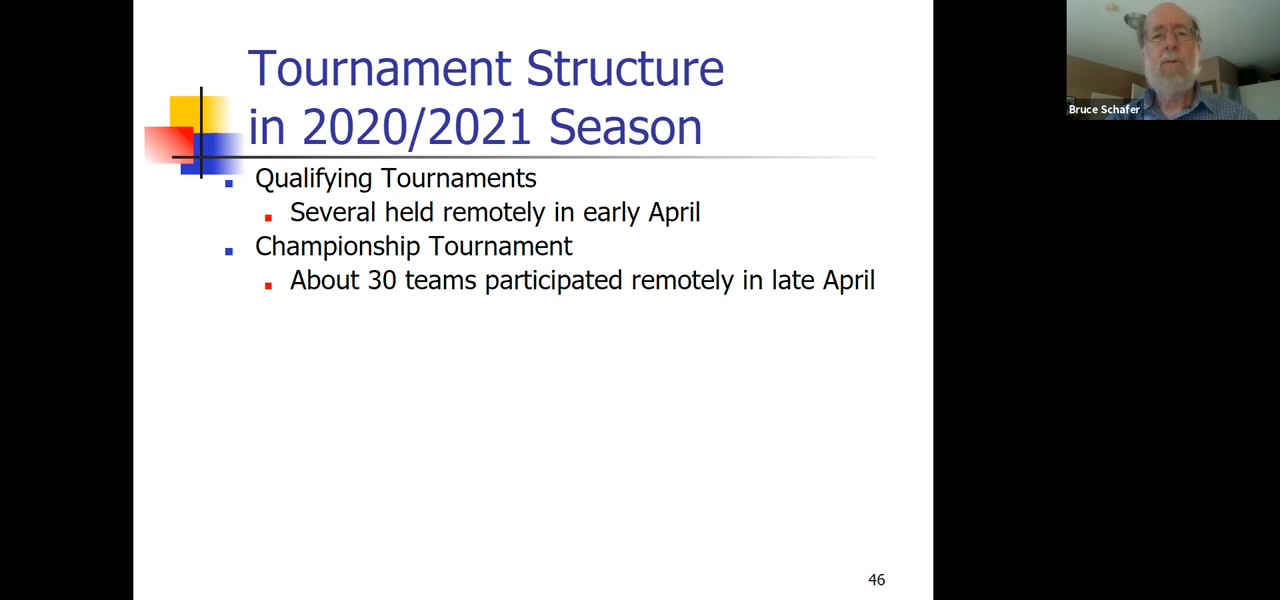 Tournament Structure
in 2020/2021 Season
Qualifying Tournaments
Several held remotely in early April
Championship Tournament
About 30 teams participated remotely in late April
46
Bruce Schafer